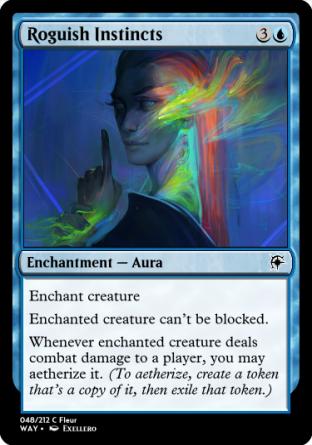 Roguish Instincts 3
Enchantment — Aura
Enchant creature
Enchanted creature can't be blocked.
Whenever enchanted creature deals
combat damage to a player, you may
aetherize it. (To aetherize, create a token
that's a copy of it, then exile that token.)
048/212 C Fleur
WAY • EXELLERO